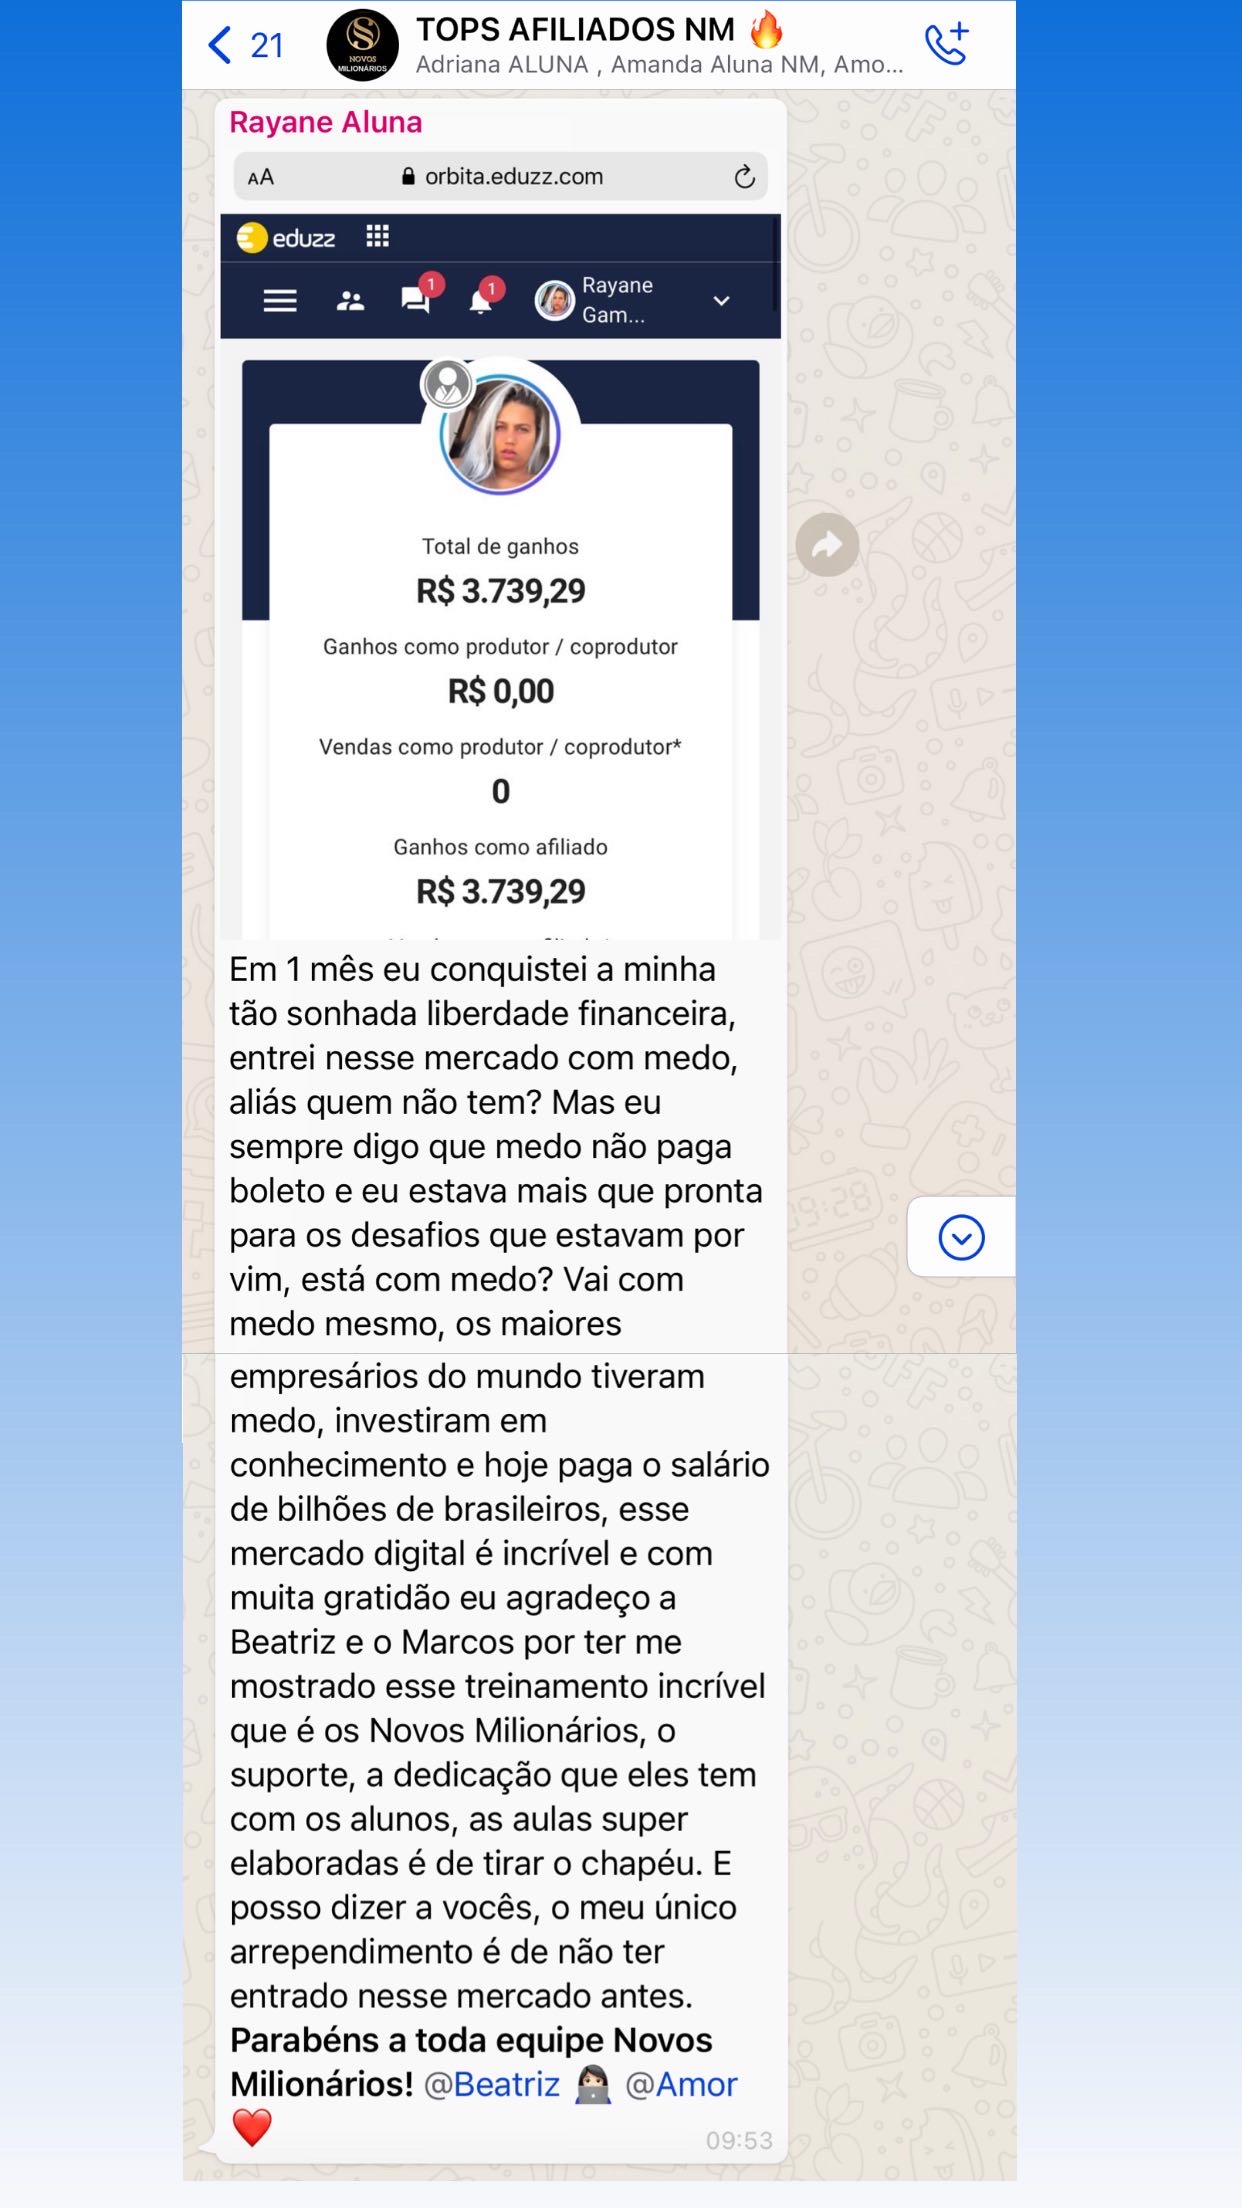 21
TOPS AFILIADOS NM 🔥
Adriana ALUNA , Amanda Aluna NM, Amo...
NOVOS
MILIONÁRIOS
Rayane Aluna
AA
orbita.eduzz.com
eduzz
1
1
Rayane
Gam...
Total de ganhos
R$ 3.739,29
Ganhos como produtor / coprodutor
R$ 0,00
Vendas como produtor / coprodutor*
0
Ganhos como afiliado
R$ 3.739,29
Em 1 mês eu conquistei a minha
tão sonhada liberdade financeira,
entrei nesse mercado com medo,
aliás quem não tem? Mas eu
sempre digo que medo não paga
boleto e eu estava mais que pronta
para os desafios que estavam por
vim, está com medo? Vai com
medo mesmo, os maiores
empresários do mundo tiveram
medo, investiram em
conhecimento e hoje paga o salário
de bilhões de brasileiros, esse
mercado digital é incrível e com
muita gratidão eu agradeço a
Beatriz e o Marcos por ter me
mostrado esse treinamento incrível
que é os Novos Milionários, o
suporte, a dedicação que eles tem
com os alunos, as aulas super
elaboradas é de tirar o chapéu. E
posso dizer a vocês, o meu único
arrependimento é de não ter
entrado nesse mercado antes.
Parabéns a toda equipe Novos
Milionários! @Beatriz 👩🏻‍💻 @Amor
❤️
09:53